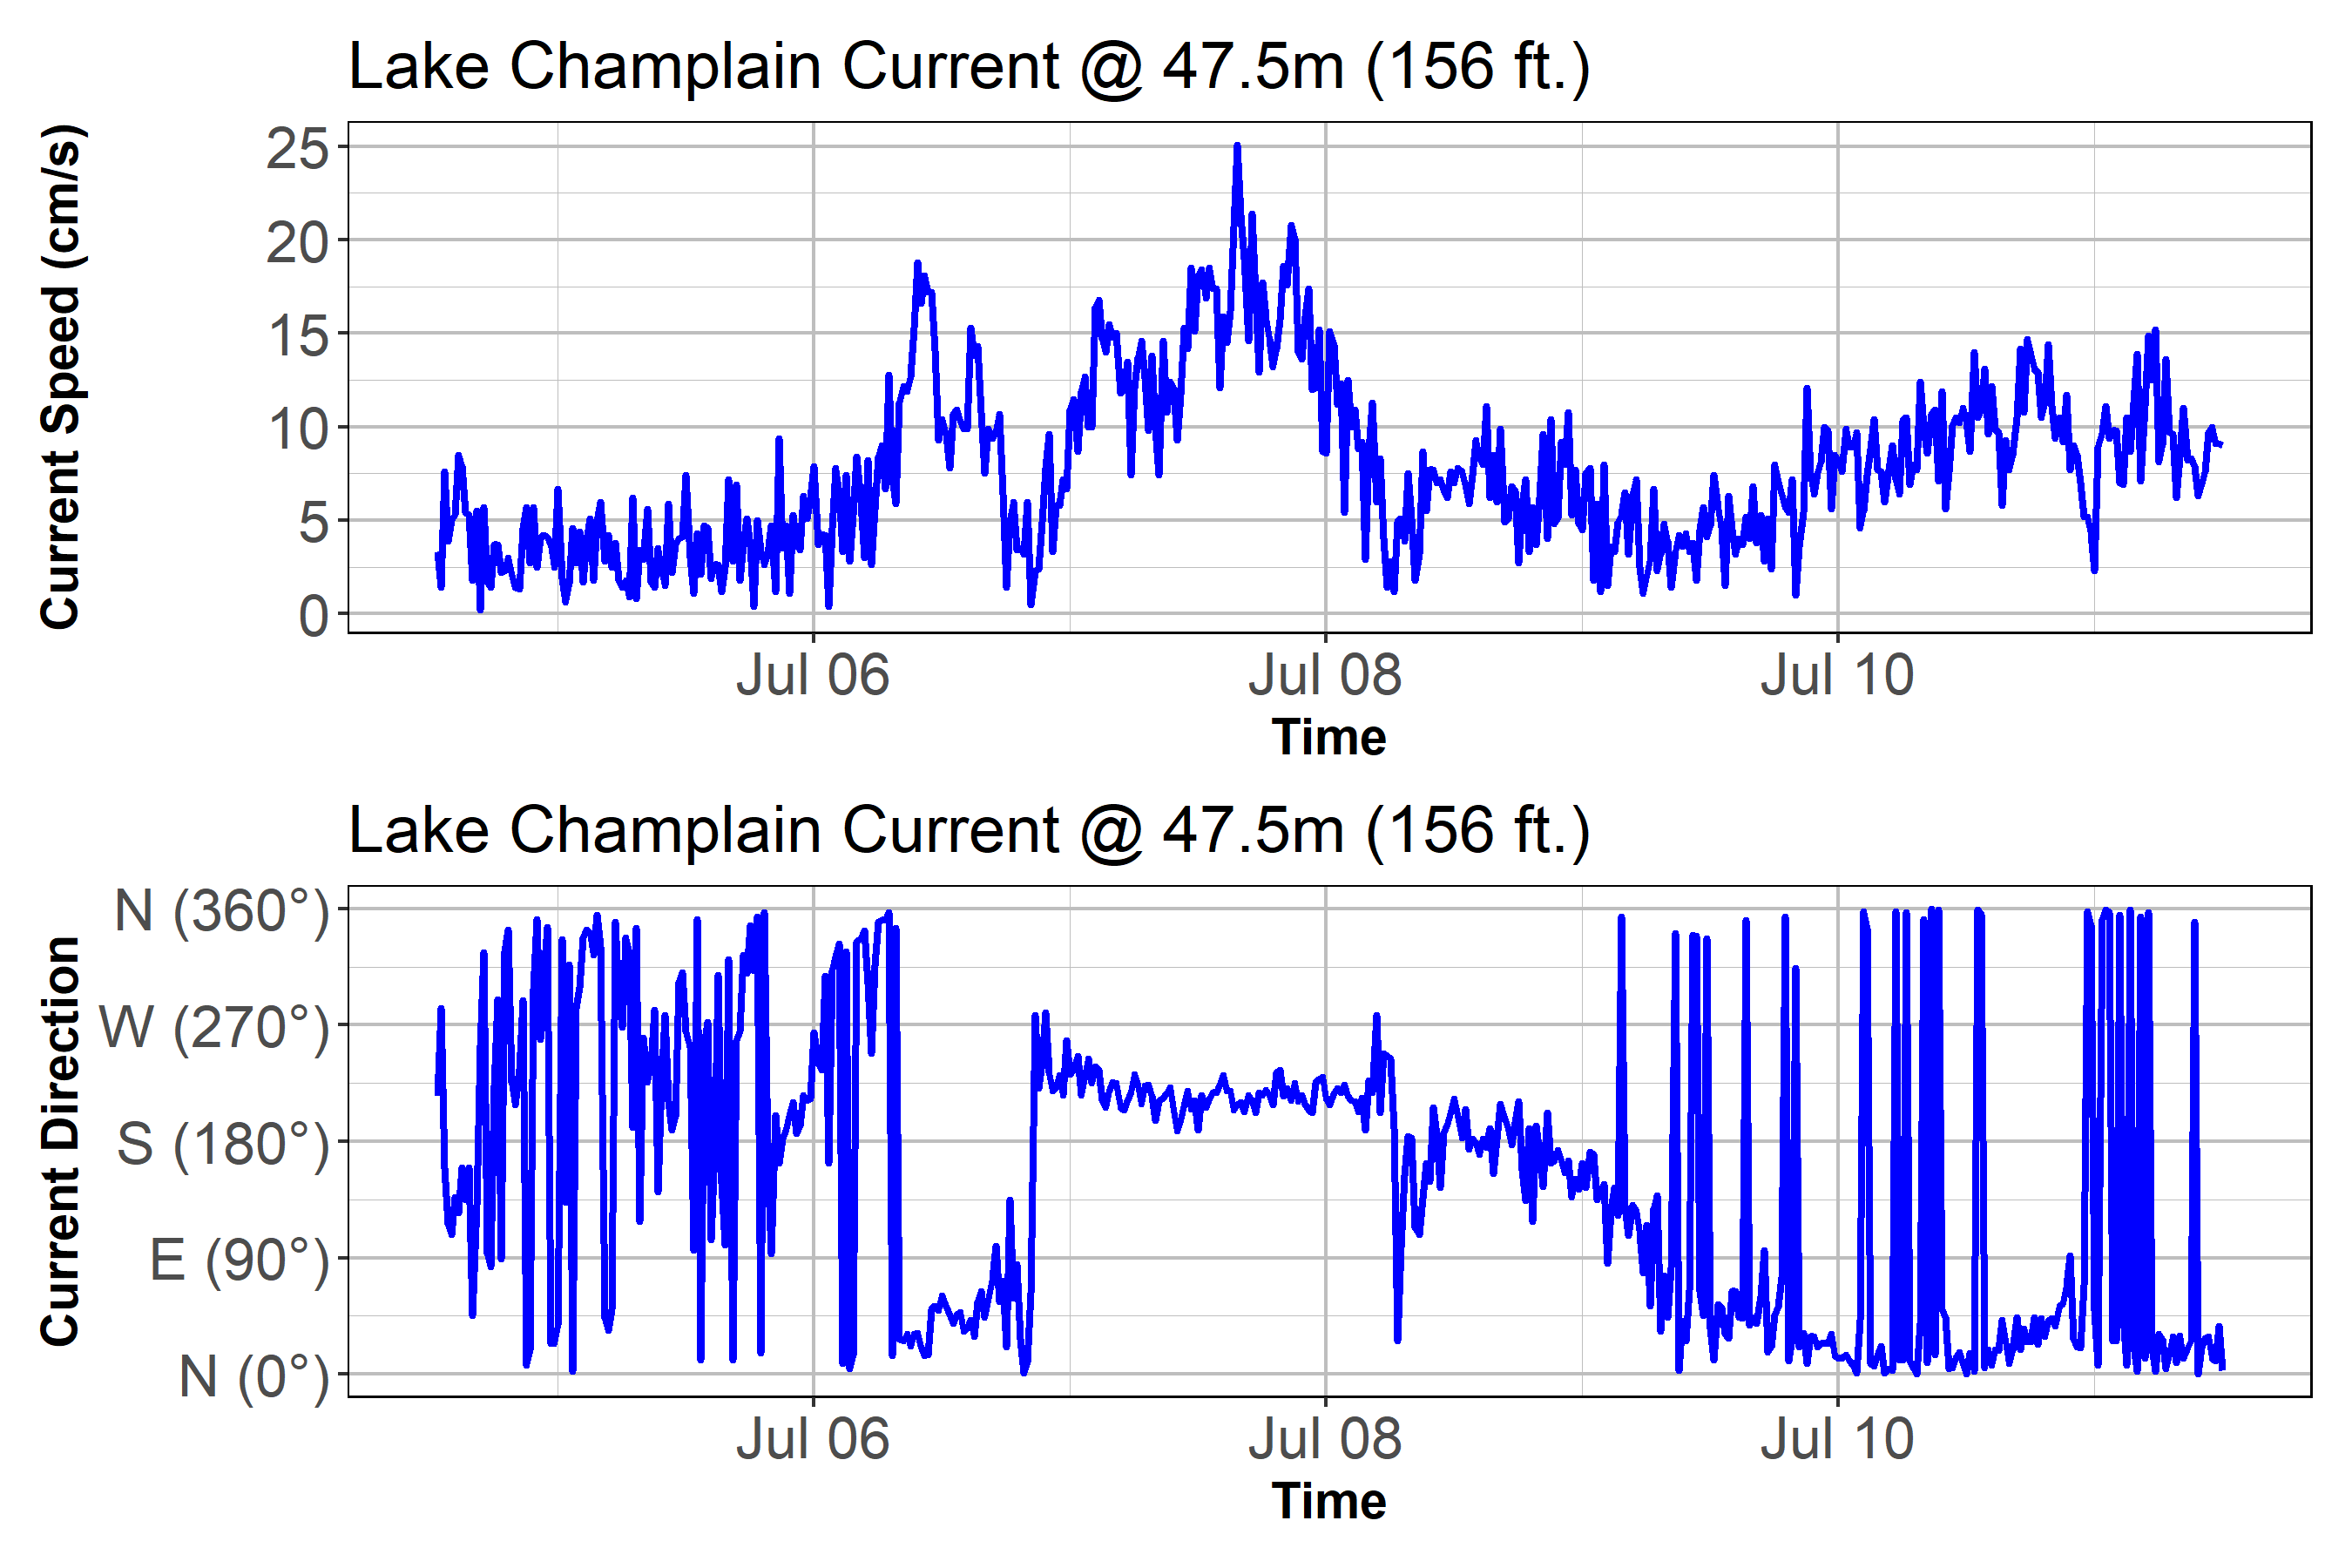 Lake Champlain Current @ 47.5m (156 ft.)
Current Speed (cm/s)
25
20
15
10
5
0
Jul 06 Jul 08 Jul 10
Time
Lake Champlain Current @ 47.5m (156 ft.)
Current Direction
N (360°)
W (270°)
S (180°)
E (90°)
N (0°)
Jul 06 Jul 08 Jul 10
Time